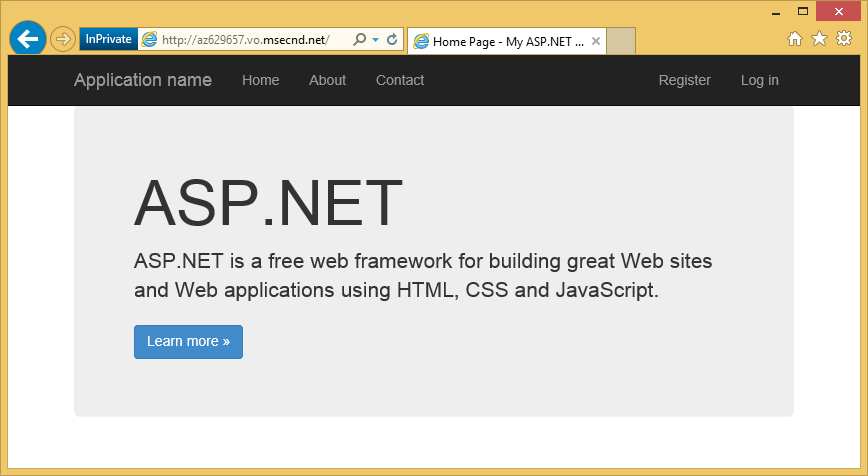 InPrivate http://az629657.vo.msecnd.net/ Home Page - My ASP.NET ...
Application name Home About Contact Register Log in
ASP.NET
ASP.NET is a free web framework for building great Web sites
and Web applications using HTML, CSS and JavaScript.
Learn more »